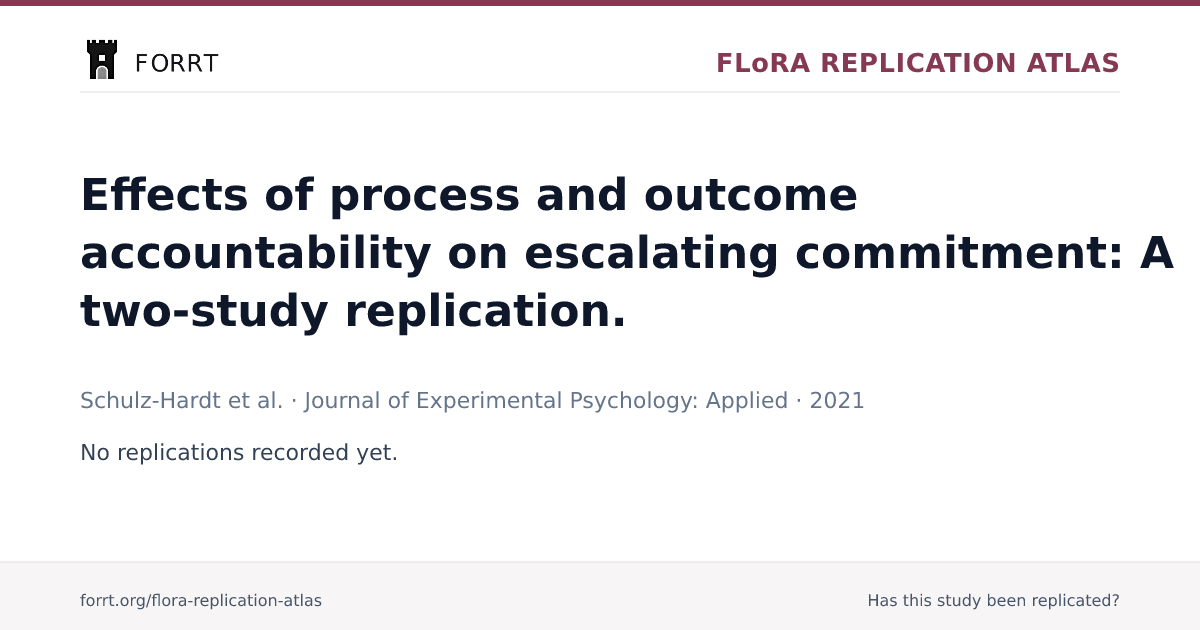 FORRT
FLoRA REPLICATION ATLAS
Effects of process and outcome
accountability on escalating commitment: A
two-study replication.
Schulz-Hardt et al. · Journal of Experimental Psychology: Applied · 2021
No replications recorded yet.
forrt.org/flora-replication-atlas
Has this study been replicated?